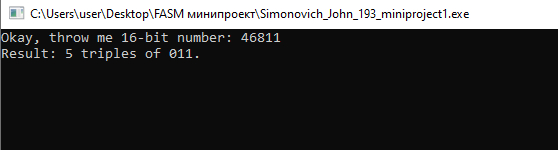 C:\Users\user\Desktop\FASM минипроект\Simonovich_John_193_miniproject1.exe
Okay, throw me 16-bit number: 46811
Result: 5 triples of 011.